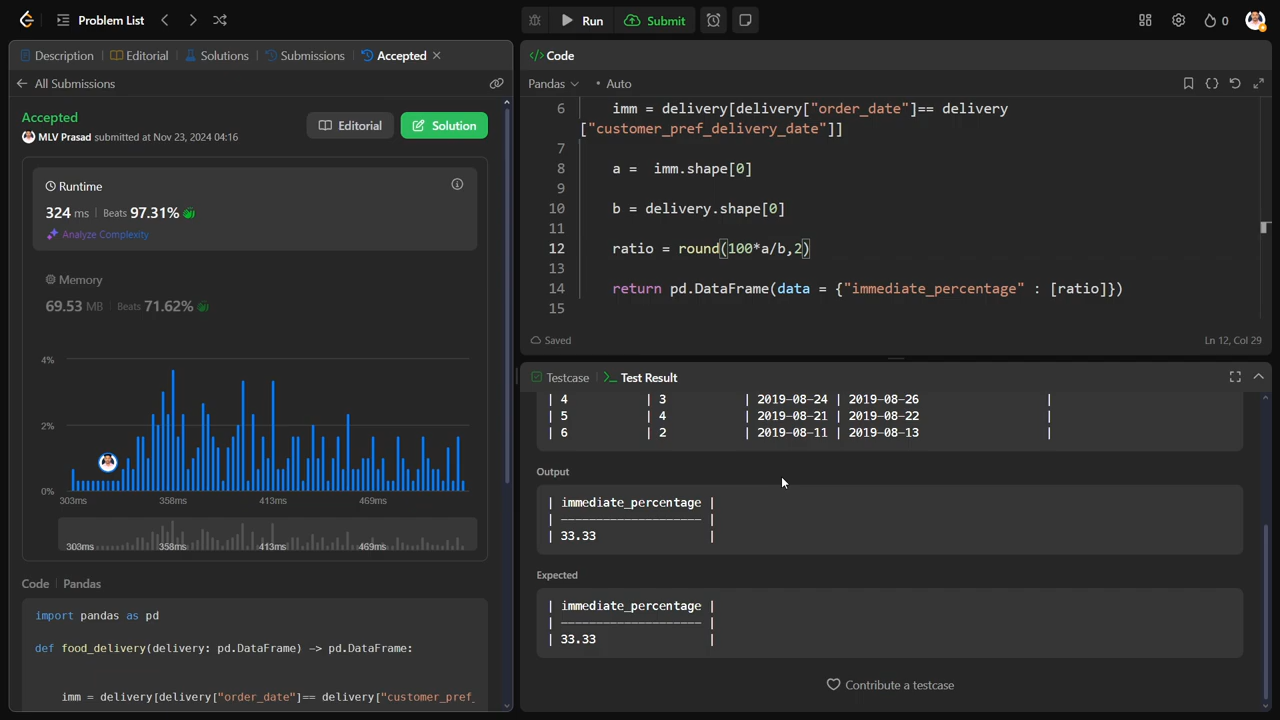 Problem List
Run
Submit
0
Description
Editorial
Solutions
Submissions
Accepted
All Submissions
Accepted
MLV Prasad submitted at Nov 23, 2024 04:16
Editorial
Solution
Runtime
324 ms | Beats 97.31%
Analyze Complexity
Memory
69.53 MB | Beats 71.62%
4%
2%
0%
303ms 358ms 413ms 469ms
303ms 358ms 413ms 469ms
Code | Pandas
import pandas as pd
def food_delivery(delivery: pd.DataFrame) -> pd.DataFrame:
imm = delivery[delivery["order_date"]== delivery["customer_pref_
</> Code
Pandas
Auto
6 imm = delivery[delivery["order_date"]== delivery
["customer_pref_delivery_date"]]
7
8 a =  imm.shape[0]
9
10 b = delivery.shape[0]
11
12 ratio = round(100*a/b,2)
13
14 return pd.DataFrame(data = {"immediate_percentage" : [ratio]})
15
Saved
Ln 12, Col 29
Testcase
Test Result
| 4 | 3 | 2019-08-24 | 2019-08-26 |
| 5 | 4 | 2019-08-21 | 2019-08-22 |
| 6 | 2 | 2019-08-11 | 2019-08-13 |
Output
| immediate_percentage |
| -------------------- |
| 33.33 |
Expected
| immediate_percentage |
| -------------------- |
| 33.33 |
Contribute a testcase